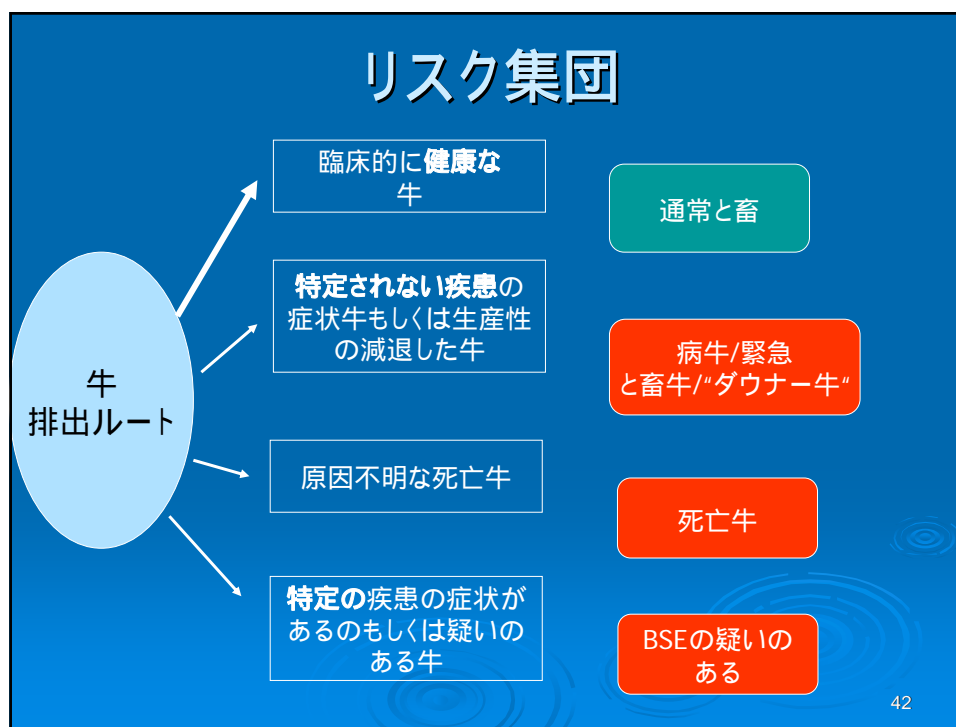 リスク集団
臨床的に健康な
牛
通常と畜
特定されない疾患の
症状牛もしくは生産性
の減退した牛
病牛/緊急
と畜牛/“ダウナー牛“
牛
排出ルート
原因不明な死亡牛
死亡牛
特定の疾患の症状が
あるのもしくは疑いの
ある牛
BSEの疑いの
ある
42